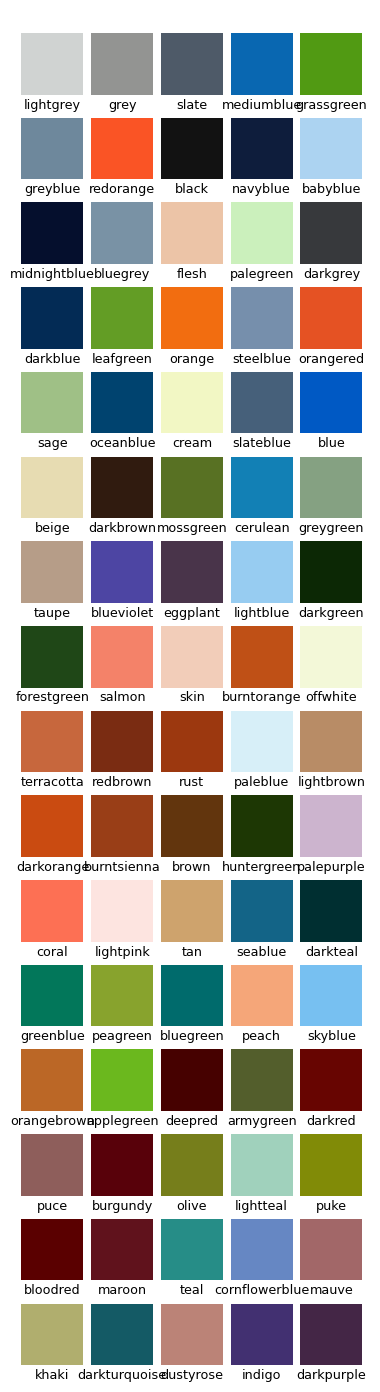 lightgrey grey slate mediumblue grassgreen
greyblue redorange black navyblue babyblue
midnightblue bluegrey flesh palegreen darkgrey
darkblue leafgreen orange steelblue orangered
sage oceanblue cream slateblue blue
beige darkbrown mossgreen cerulean greygreen
taupe blueviolet eggplant lightblue darkgreen
forestgreen salmon skin burntorange offwhite
terracotta redbrown rust paleblue lightbrown
darkorange burntsienna brown huntergreen palepurple
coral lightpink tan seablue darkteal
greenblue peagreen bluegreen peach skyblue
orangebrown applegreen deepred armygreen darkred
puce burgundy olive lightteal puke
bloodred maroon teal cornflowerblue mauve
khaki darkturquoise dustyrose indigo darkpurple